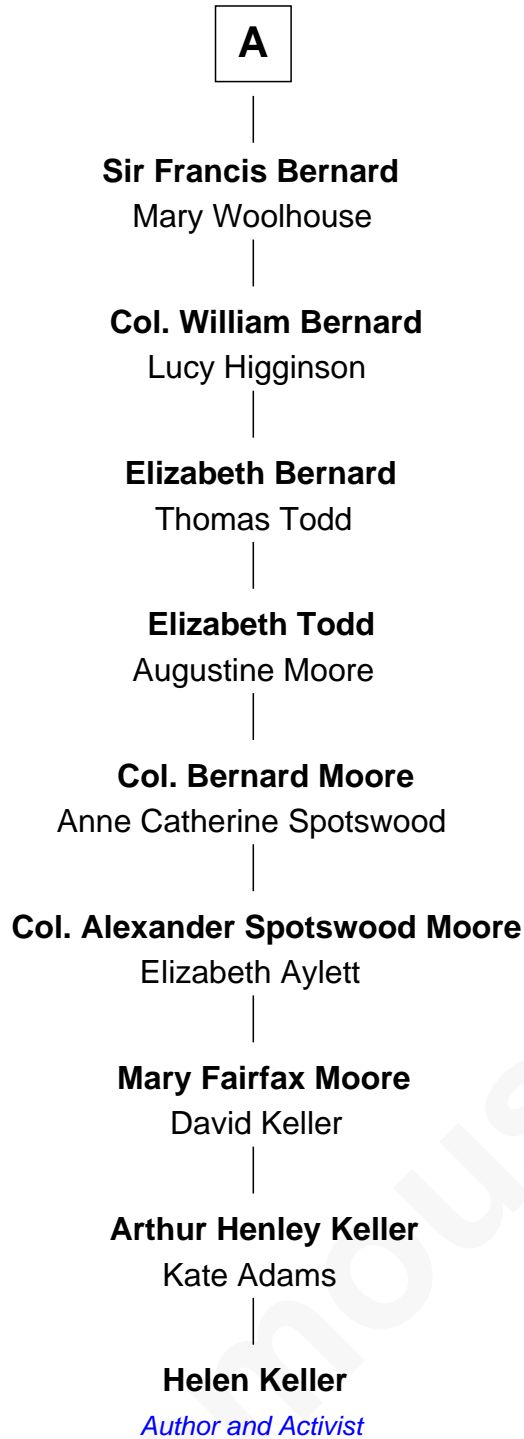 A
Sir Francis Bernard
Mary Woolhouse
Col. William Bernard
Lucy Higginson
Elizabeth Bernard
Thomas Todd
Elizabeth Todd
Augustine Moore
Col. Bernard Moore
Anne Catherine Spotswood
Col. Alexander Spotswood Moore
Elizabeth Aylett
Mary Fairfax Moore
David Keller
Arthur Henley Keller
Kate Adams
Helen Keller
Author and Activist